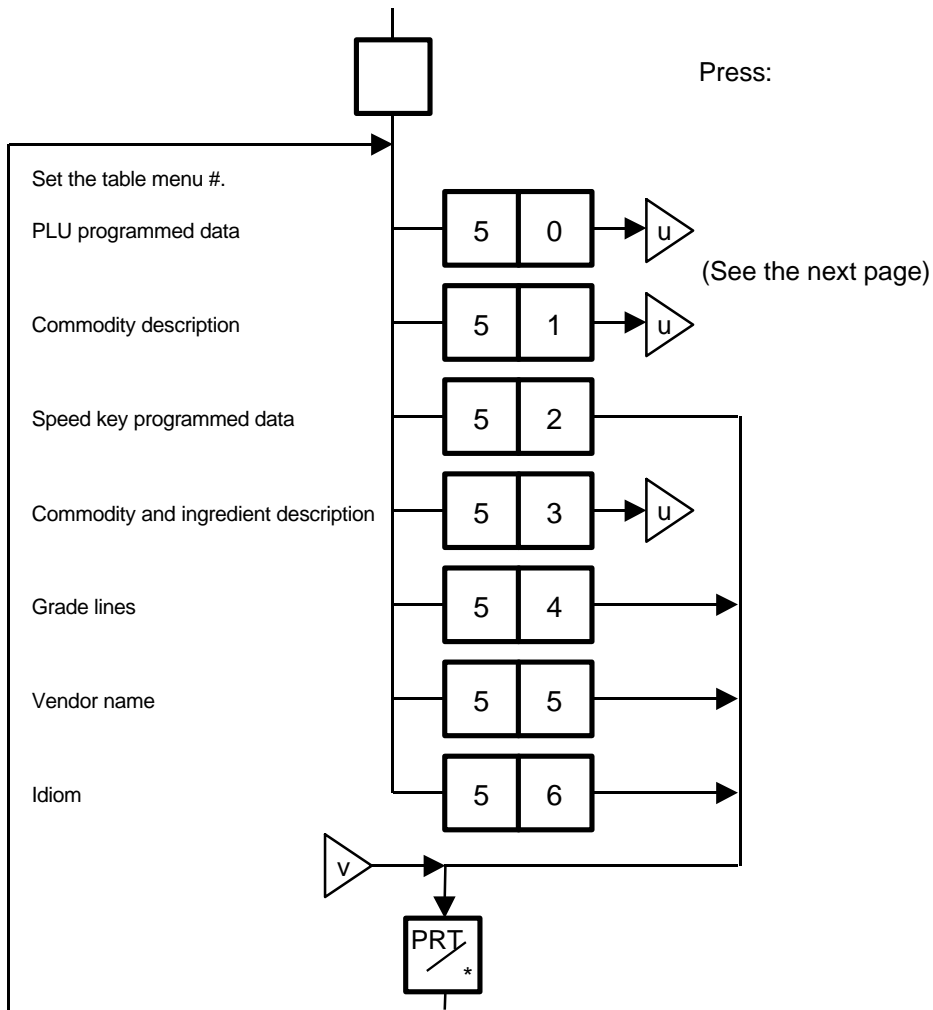 Press:
Set the table menu #.
PLU programmed data 5 0 u
(See the next page)
Commodity description 5 1 u
Speed key programmed data 5 2
Commodity and ingredient description 5 3 u
Grade lines 5 4
Vendor name 5 5
Idiom 5 6
v
PRT
*